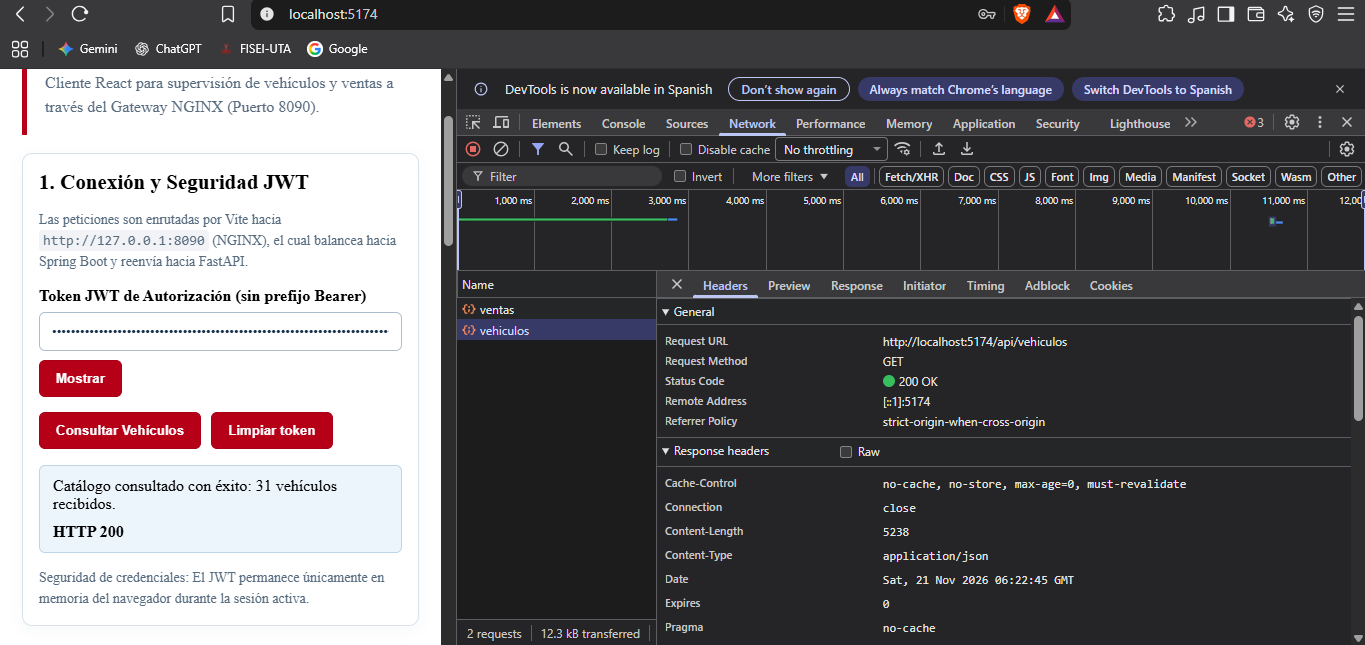 localhost:5174
Gemini
ChatGPT
FISEI-UTA
Google
Cliente React para supervisión de vehículos y ventas a
través del Gateway NGINX (Puerto 8090).
1. Conexión y Seguridad JWT
Las peticiones son enrutadas por Vite hacia
http://127.0.0.1:8090 (NGINX), el cual balancea hacia
Spring Boot y reenvía hacia FastAPI.
Token JWT de Autorización (sin prefijo Bearer)
Mostrar
Consultar Vehículos
Limpiar token
Catálogo consultado con éxito: 31 vehículos
recibidos.
HTTP 200
Seguridad de credenciales: El JWT permanece únicamente en
memoria del navegador durante la sesión activa.
DevTools is now available in Spanish
Don't show again
Always match Chrome's language
Switch DevTools to Spanish
Elements Console Sources Network Performance Memory Application Security Lighthouse 3
Keep log Disable cache No throttling
Filter Invert More filters All Fetch/XHR Doc CSS JS Font Img Media Manifest Socket Wasm Other
1,000 ms 2,000 ms 3,000 ms 4,000 ms 5,000 ms 6,000 ms 7,000 ms 8,000 ms 9,000 ms 10,000 ms 11,000 ms 12,00
Name
ventas
vehiculos
2 requests 12.3 kB transferred
Headers Preview Response Initiator Timing Adblock Cookies
General
Request URL http://localhost:5174/api/vehiculos
Request Method GET
Status Code 200 OK
Remote Address [::1]:5174
Referrer Policy strict-origin-when-cross-origin
Response headers Raw
Cache-Control no-cache, no-store, max-age=0, must-revalidate
Connection close
Content-Length 5238
Content-Type application/json
Date Sat, 21 Nov 2026 06:22:45 GMT
Expires 0
Pragma no-cache